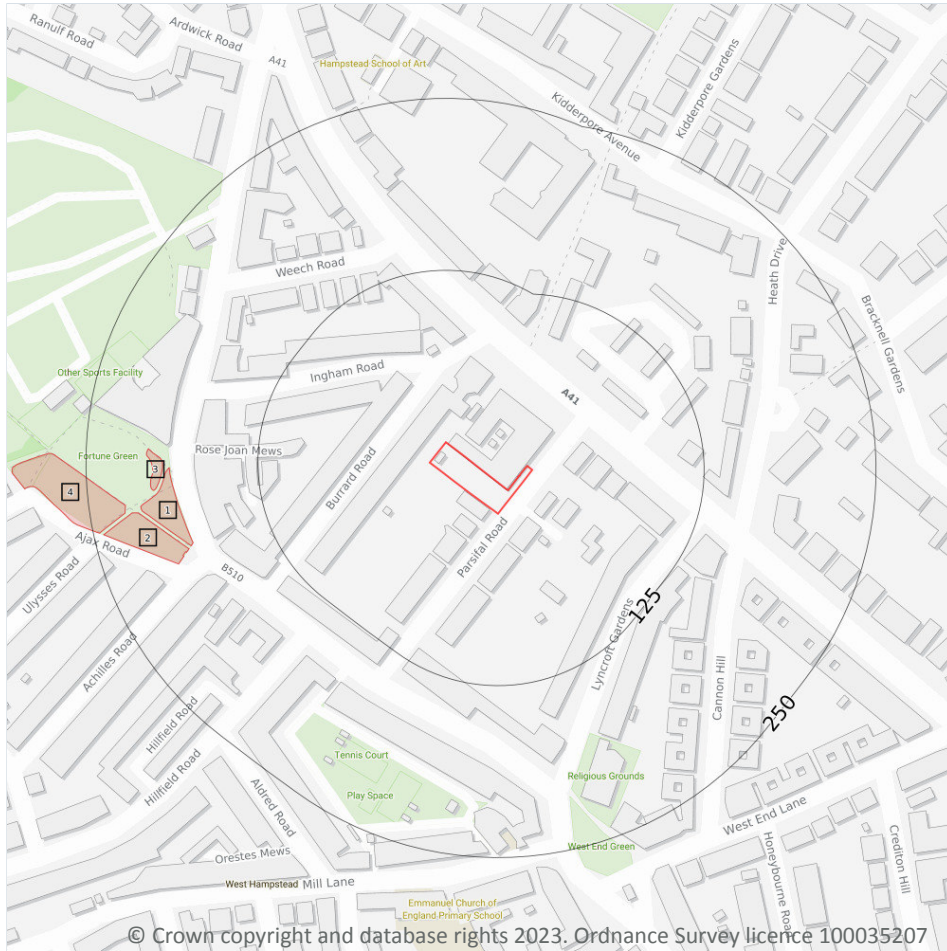 Ranulf Road
Ardwick Road
A41
Hampstead School of Art
Kidderpore Avenue
Kidderpore Gardens
Weech Road
Heath Drive
Bracknell Gardens
Other Sports Facility
Ingham Road
A41
Fortune Green
Rose Joan Mews
Burrard Road
3
4
1
2
Ajax Road
Parsifal Road
Ulysses Road
B510
125
Lyncroft Gardens
Achilles Road
Cannon Hill
250
Hillfield Road
Hillfield Road
Tennis Court
Play Space
Religious Grounds
Aldred Road
West End Lane
West End Green
Orestes Mews
West Hampstead
Mill Lane
Honeybourne Road
Crediton Hill
Emmanuel Church of
England Primary School
© Crown copyright and database rights 2023. Ordnance Survey licence 100035207